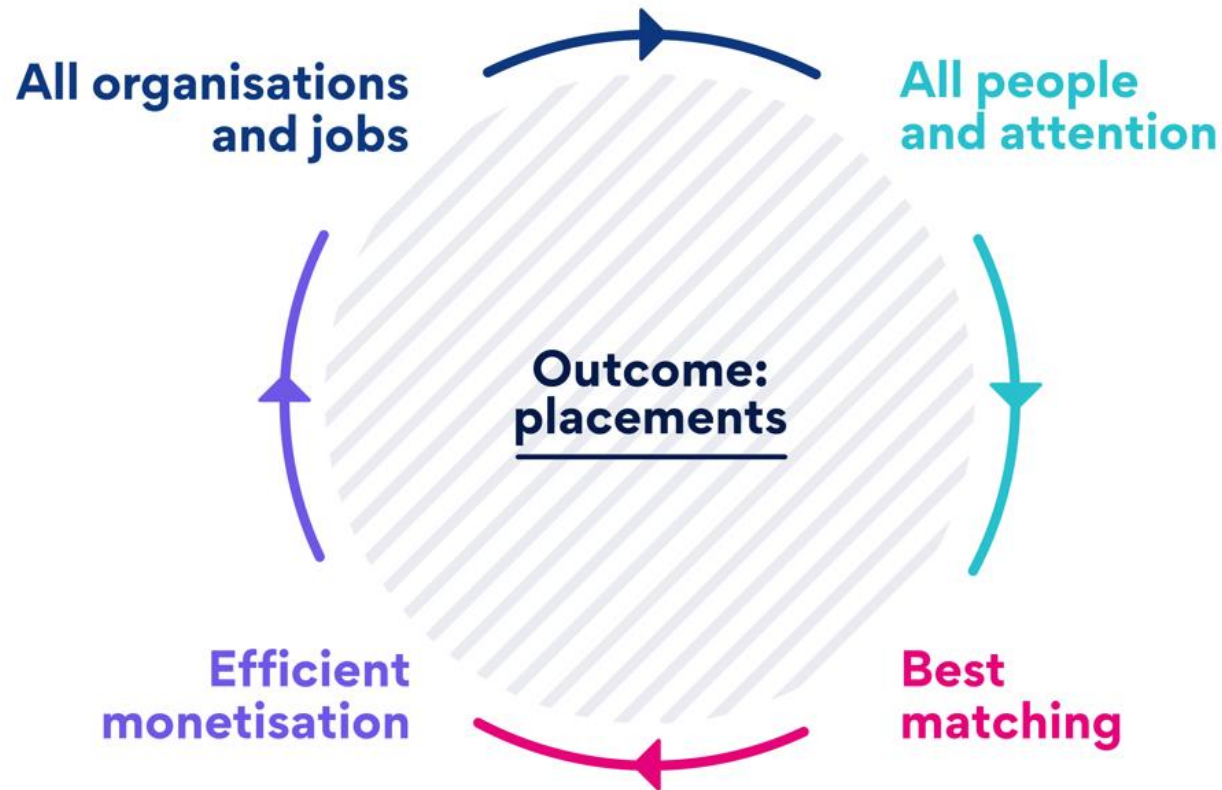 All organisations
and jobs
All people
and attention
Outcome:
placements
Efficient
monetisation
Best
matching